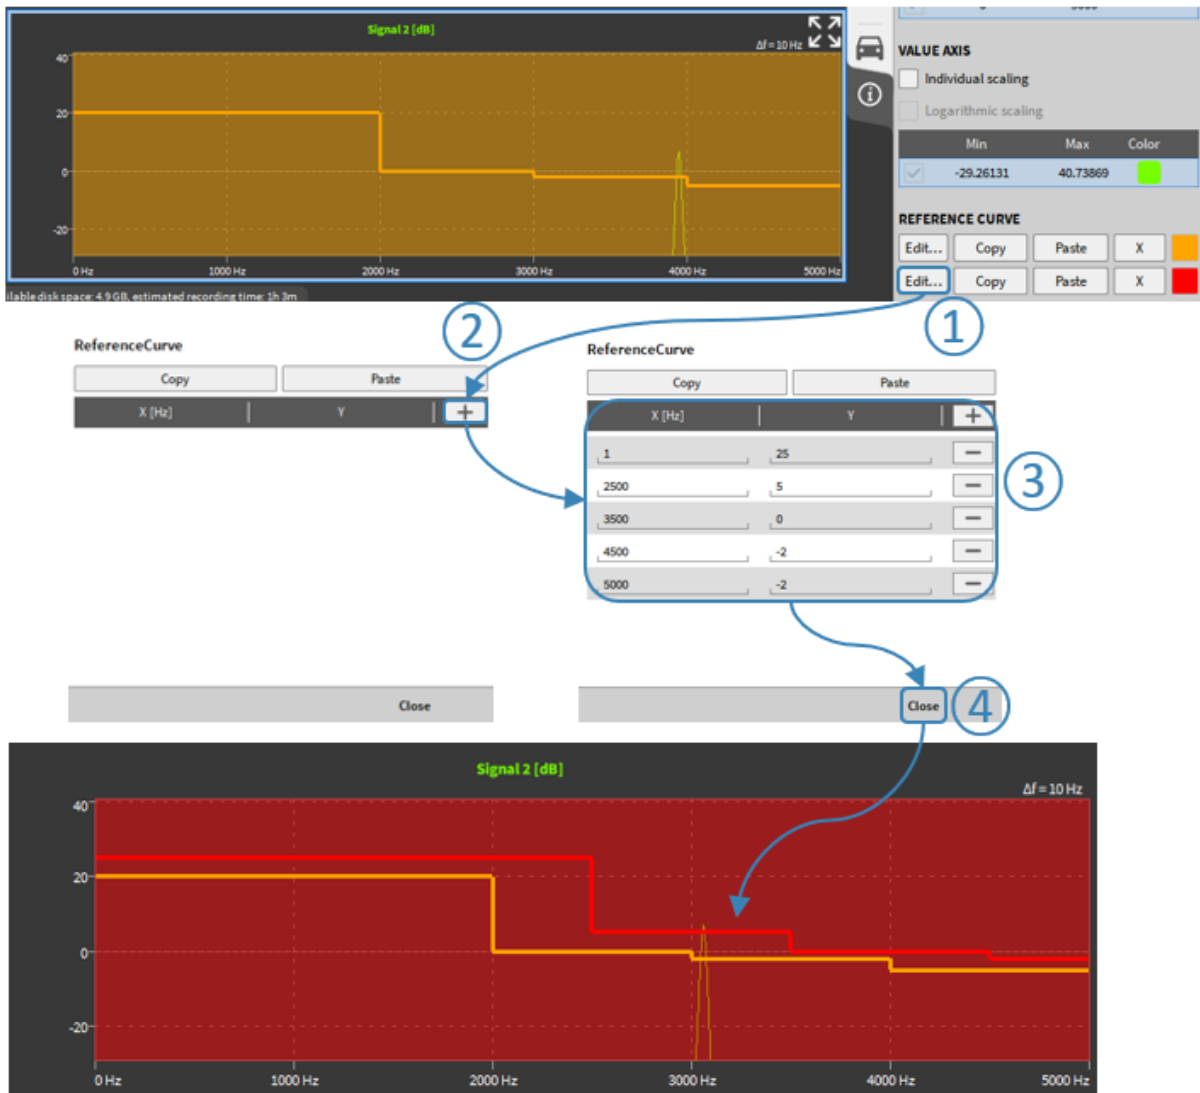 Signal 2 [dB]
Δf = 10 Hz
40
20
0
-20
0 Hz
1000 Hz
2000 Hz
3000 Hz
4000 Hz
5000 Hz
ilable disk space: 4.9 GB, estimated recording time: 1h 3m
VALUE AXIS
Individual scaling
Logarithmic scaling
Min Max Color
-29.26131 40.73869
REFERENCE CURVE
Edit... Copy Paste X
Edit... Copy Paste X
1
2
ReferenceCurve
Copy Paste
X [Hz] Y +
Close
ReferenceCurve
Copy Paste
X [Hz] Y +
1 25 −
2500 5 −
3500 0 −
4500 -2 −
5000 -2 −
3
Close
4
Signal 2 [dB]
Δf = 10 Hz
40
20
0
-20
0 Hz
1000 Hz
2000 Hz
3000 Hz
4000 Hz
5000 Hz